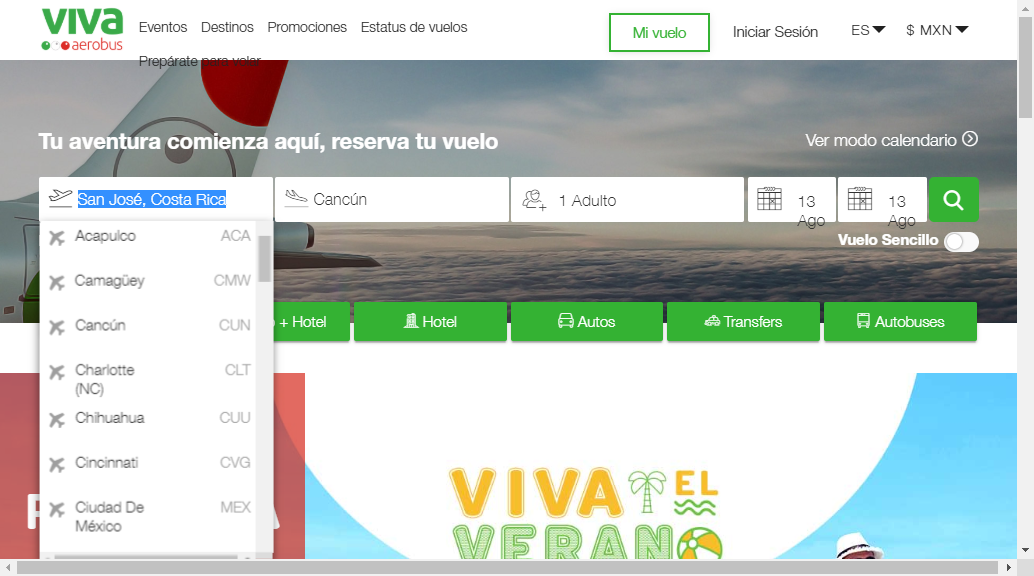 viva
aerobus
Eventos Destinos Promociones Estatus de vuelos
Prepárate para volar
Mi vuelo
Iniciar Sesión
ES
$ MXN
Tu aventura comienza aquí, reserva tu vuelo
Ver modo calendario
San José, Costa Rica
Cancún
1 Adulto
13
Ago
13
Ago
Vuelo Sencillo
Acapulco ACA
Camagüey CMW
Cancún CUN
Charlotte CLT
(NC)
Chihuahua CUU
Cincinnati CVG
Ciudad De MEX
México
+ Hotel
Hotel
Autos
Transfers
Autobuses
VIVA EL
VERANO